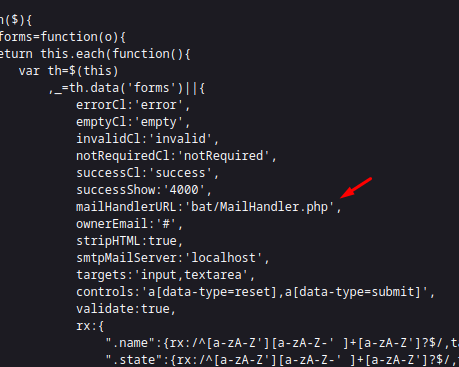 n($){
forms=function(o){
eturn this.each(function(){
var th=$(this)
,_=th.data('forms')||{
errorCl:'error',
emptyCl:'empty',
invalidCl:'invalid',
notRequiredCl:'notRequired',
successCl:'success',
successShow:'4000',
mailHandlerURL:'bat/MailHandler.php',
ownerEmail:'#',
stripHTML:true,
smtpMailServer:'localhost',
targets:'input,textarea',
controls:'a[data-type=reset],a[data-type=submit]',
validate:true,
rx:{
".name":{rx:/^[a-zA-Z'][a-zA-Z-' ]+[a-zA-Z']?$/,ta
".state":{rx:/^[a-zA-Z'][a-zA-Z-' ]+[a-zA-Z']?$/,t